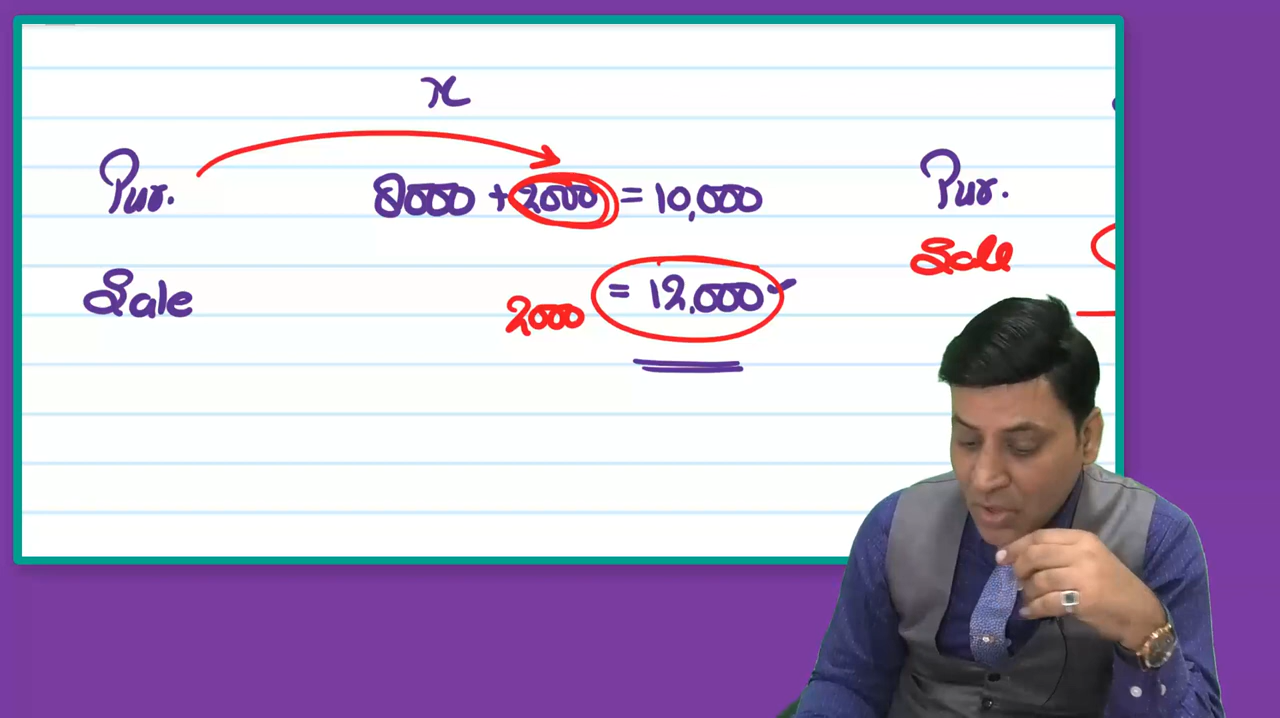 x
Pur. 8000 + 2000 = 10,000 Pur.
Sale 2000 = 12,000 Sale